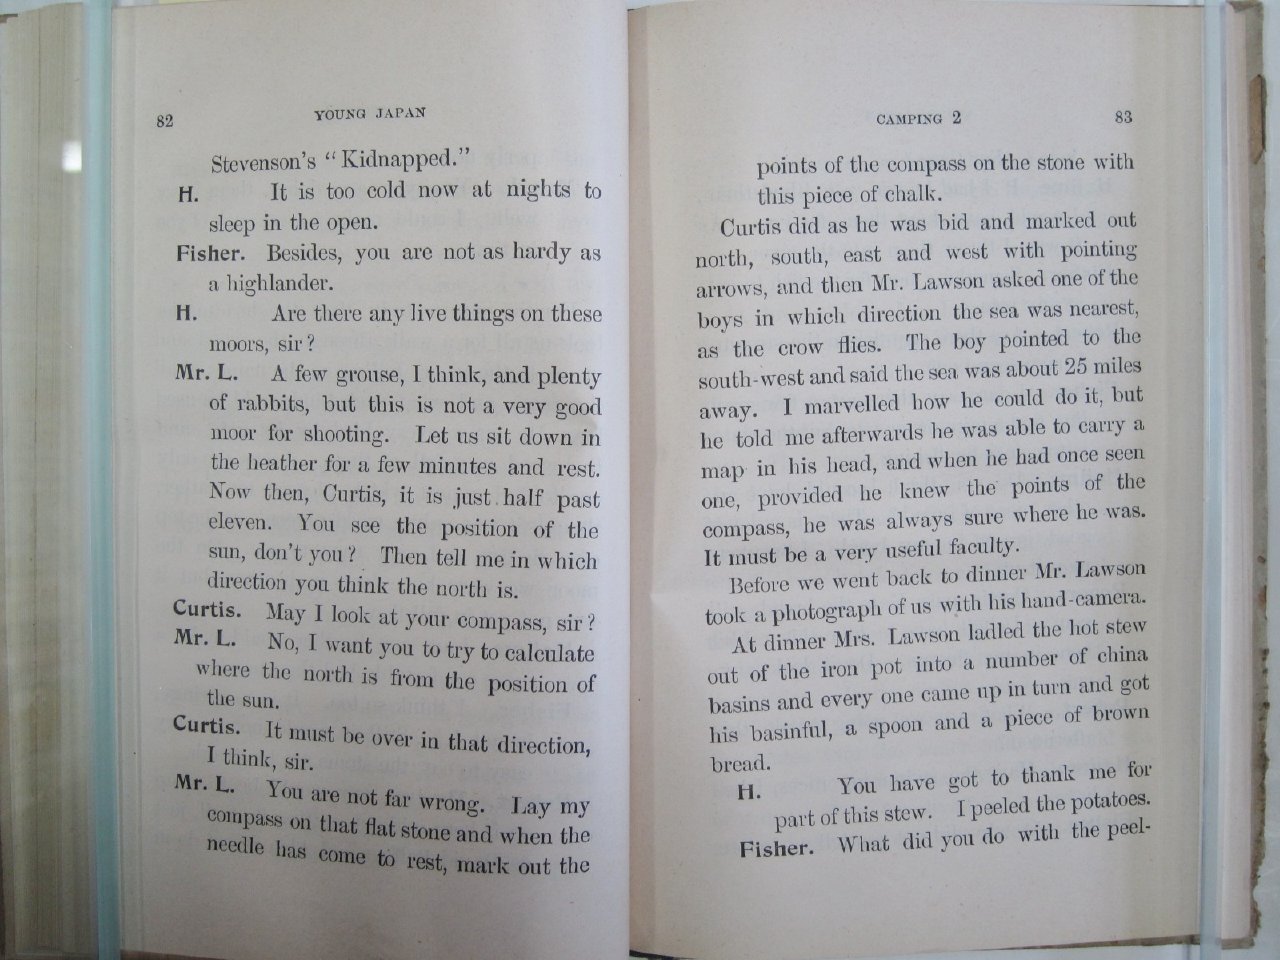 82
YOUNG JAPAN
Stevenson's “Kidnapped.”
H. It is too cold now at nights to
sleep in the open.
Fisher. Besides, you are not as hardy as
a highlander.
H. Are there any live things on these
moors, sir?
Mr. L. A few grouse, I think, and plenty
of rabbits, but this is not a very good
moor for shooting. Let us sit down in
the heather for a few minutes and rest.
Now then, Curtis, it is just half past
eleven. You see the position of the
sun, don't you? Then tell me in which
direction you think the north is.
Curtis. May I look at your compass, sir?
Mr. L. No, I want you to try to calculate
where the north is from the position of
the sun.
Curtis. It must be over in that direction,
I think, sir.
Mr. L. You are not far wrong. Lay my
compass on that flat stone and when the
needle has come to rest, mark out the
CAMPING 2
83
points of the compass on the stone with
this piece of chalk.
Curtis did as he was bid and marked out
north, south, east and west with pointing
arrows, and then Mr. Lawson asked one of the
boys in which direction the sea was nearest,
as the crow flies. The boy pointed to the
south-west and said the sea was about 25 miles
away. I marvelled how he could do it, but
he told me afterwards he was able to carry a
map in his head, and when he had once seen
one, provided he knew the points of the
compass, he was always sure where he was.
It must be a very useful faculty.
Before we went back to dinner Mr. Lawson
took a photograph of us with his hand-camera.
At dinner Mrs. Lawson ladled the hot stew
out of the iron pot into a number of china
basins and every one came up in turn and got
his basinful, a spoon and a piece of brown
bread.
H. You have got to thank me for
part of this stew. I peeled the potatoes.
Fisher. What did you do with the peel-